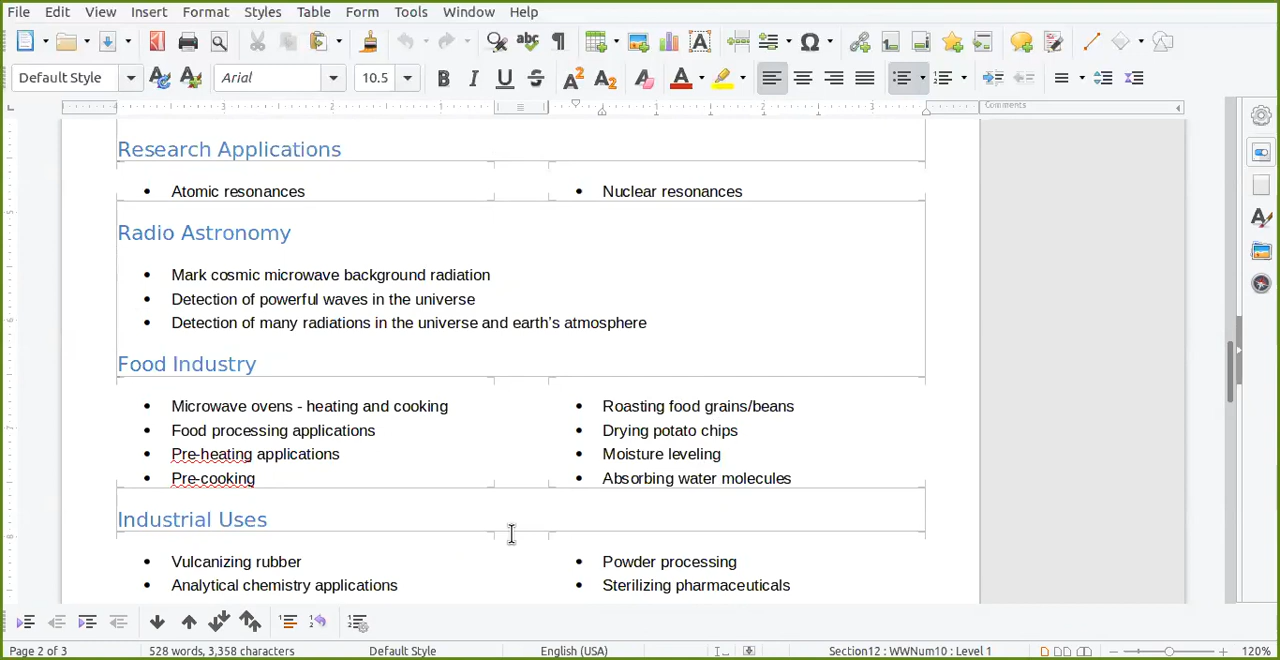 File Edit View Insert Format Styles Table Form Tools Window Help
Default Style Arial 10.5
Comments
Research Applications
• Atomic resonances • Nuclear resonances
Radio Astronomy
• Mark cosmic microwave background radiation
• Detection of powerful waves in the universe
• Detection of many radiations in the universe and earth's atmosphere
Food Industry
• Microwave ovens - heating and cooking • Roasting food grains/beans
• Food processing applications • Drying potato chips
• Pre-heating applications • Moisture leveling
• Pre-cooking • Absorbing water molecules
Industrial Uses
• Vulcanizing rubber • Powder processing
• Analytical chemistry applications • Sterilizing pharmaceuticals
Page 2 of 3 528 words, 3,358 characters Default Style English (USA) Section12 : WWNum10 : Level 1 120%